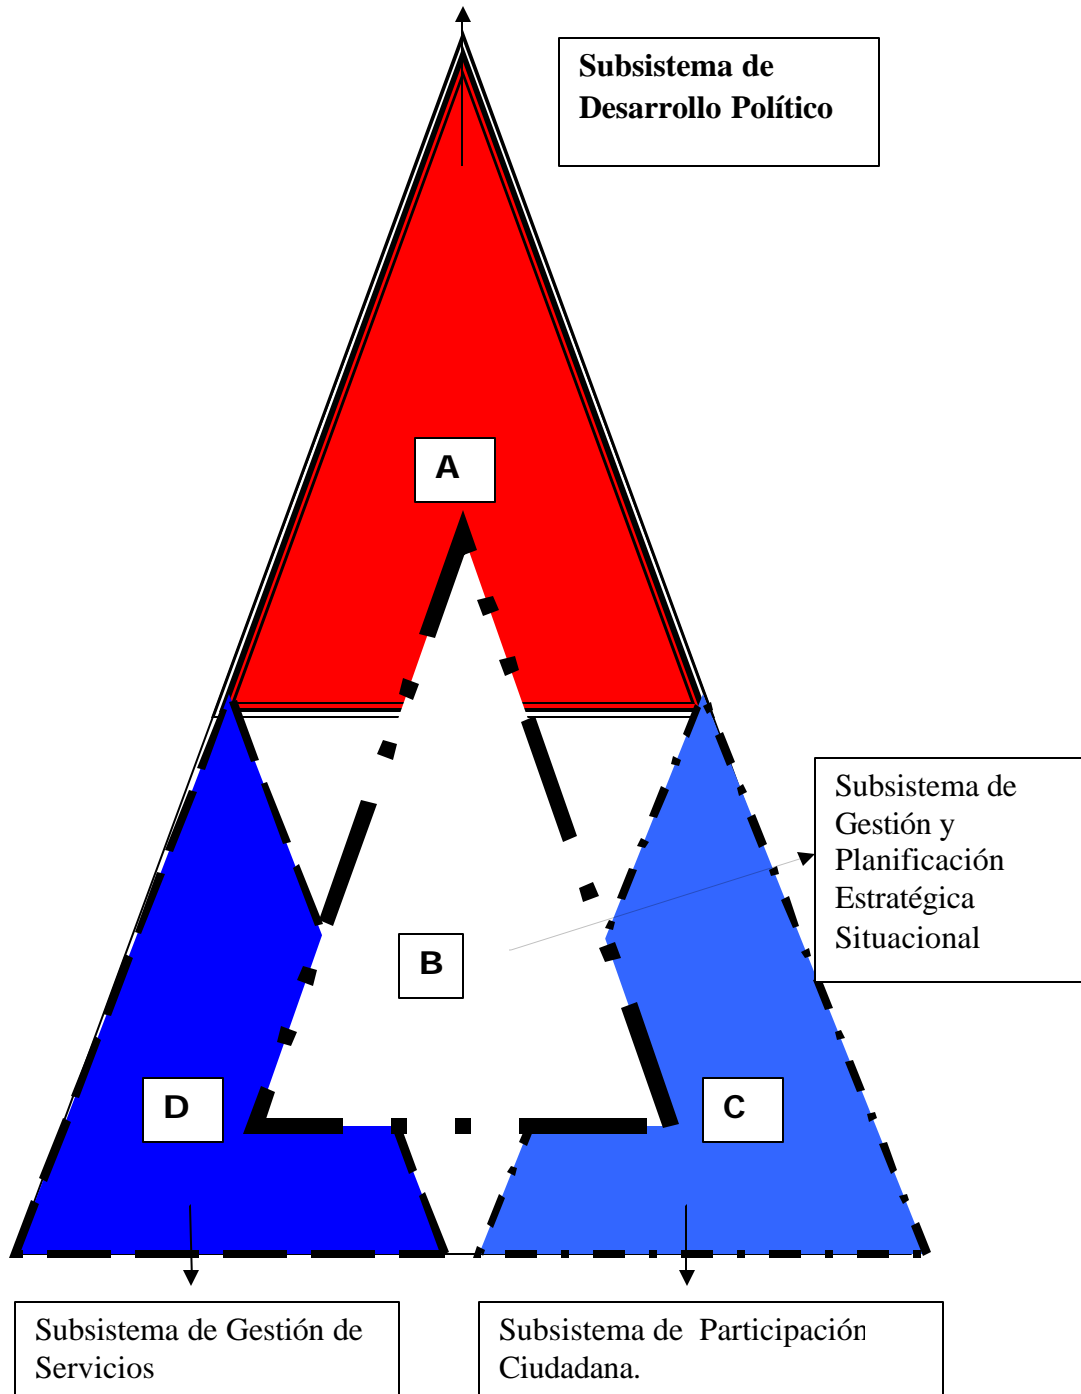 Subsistema de
Desarrollo Político
A
Subsistema de
Gestión y
Planificación
Estratégica
Situacional
B
D
C
Subsistema de Gestión de
Servicios
Subsistema de Participación
Ciudadana.